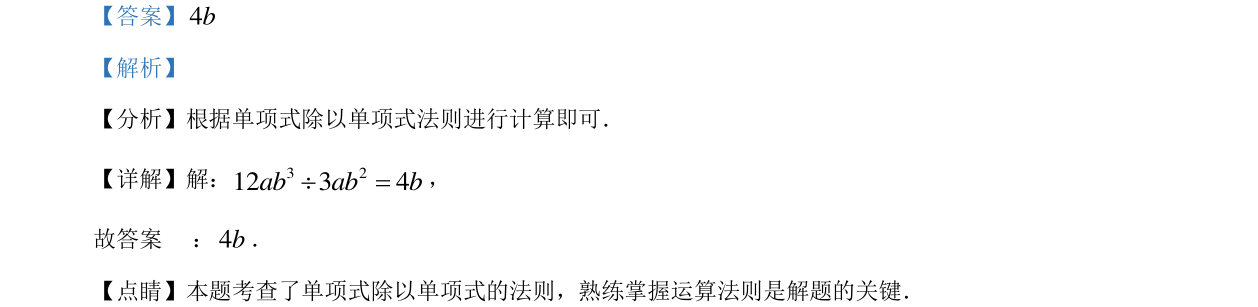 【答案】4b
【解析】
【分析】根据单项式除以单项式法则进行计算即可．
【详解】解：12ab³÷3ab²=4b，
故答案 ：4b．
【点睛】本题考查了单项式除以单项式的法则，熟练掌握运算法则是解题的关键．